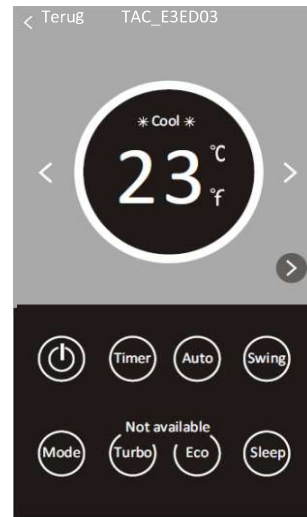 < Terug TAC_E3ED03
✳ Cool ✳
23 °C
°f
Timer Auto Swing
Not available
Mode Turbo Eco Sleep